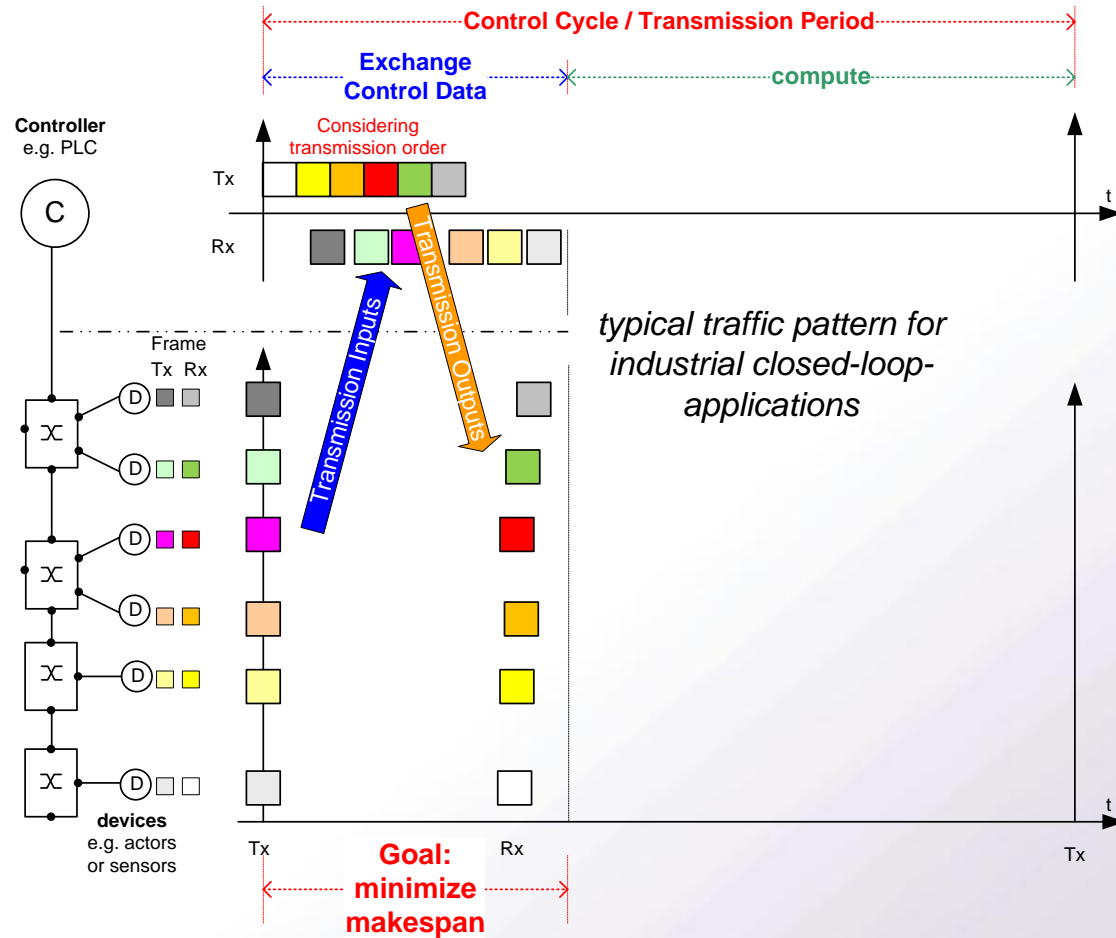 Control Cycle / Transmission Period
Exchange
Control Data
compute
Controller
e.g. PLC
Considering
transmission order
C
Tx
t
Rx
Transmission Inputs
Transmission Outputs
typical traffic pattern for
industrial closed-loop-
applications
Frame
Tx Rx
D
D
D
D
D
D
devices
e.g. actors
or sensors
t
Tx
Rx
Tx
Goal:
minimize
makespan